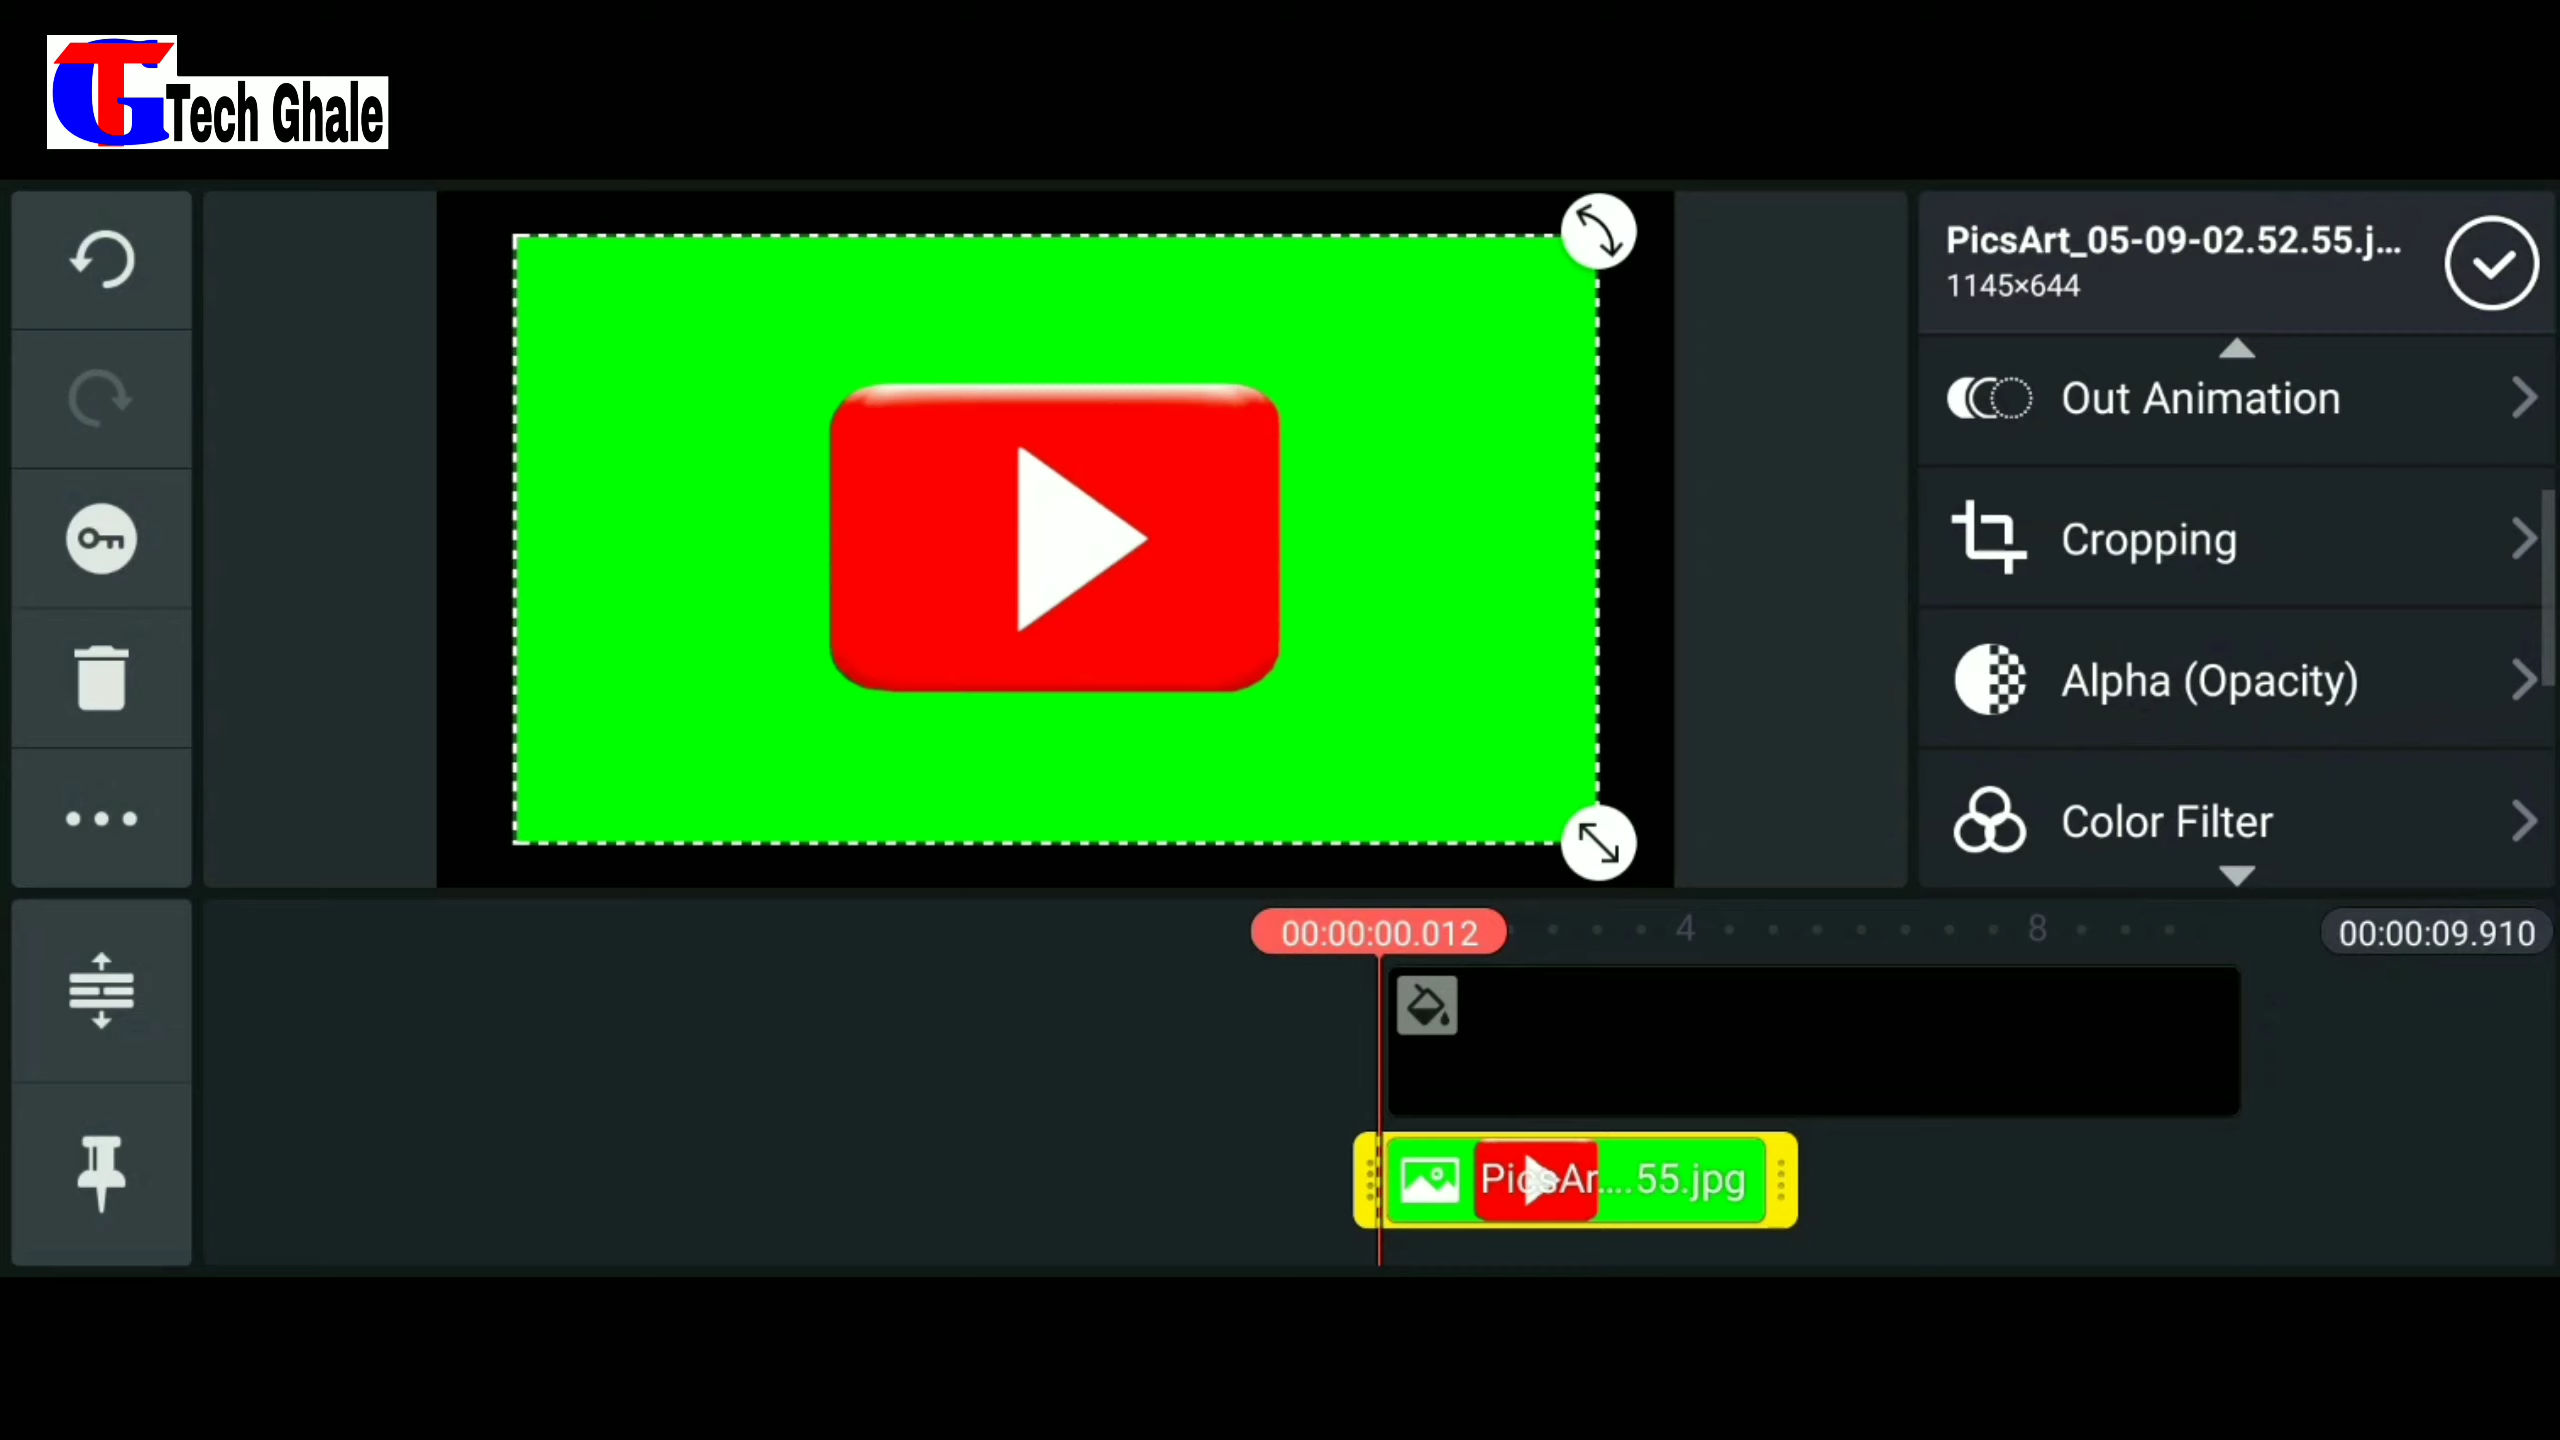 Tech Ghale
PicsArt_05-09-02.52.55.j...
1145×644
Out Animation
Cropping
Alpha (Opacity)
Color Filter
00:00:00.012
4
8
00:00:09.910
PicsAr....55.jpg